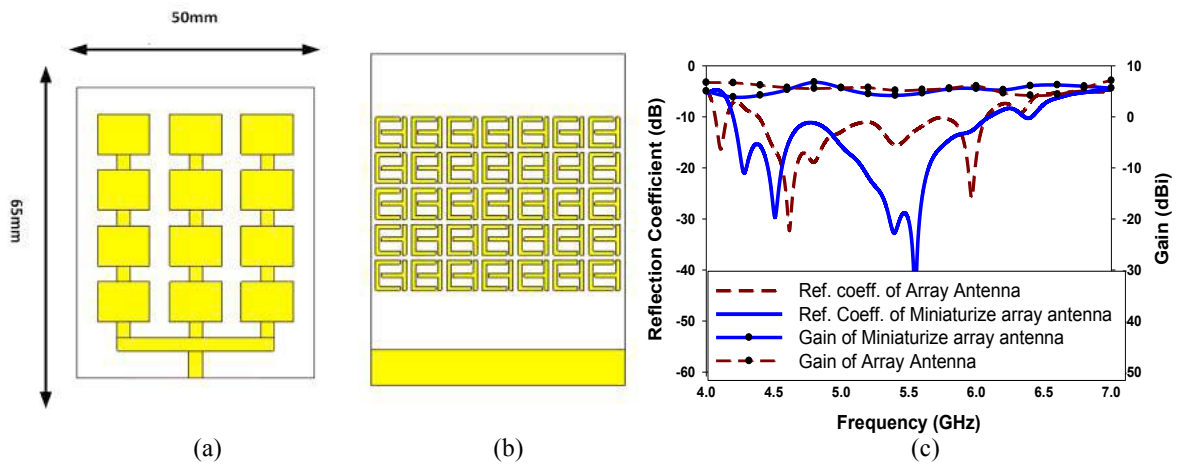 50mm
65mm
(a)
(b)
0
-10
-20
-30
-40
-50
-60
Reflection Coefficient (dB)
10
0
-10
-20
30
40
50
Gain (dBi)
Ref. coeff. of Array Antenna
Ref. Coeff. of Miniaturize array antenna
Gain of Miniaturize array antenna
Gain of Array Antenna
4.0 4.5 5.0 5.5 6.0 6.5 7.0
Frequency (GHz)
(c)